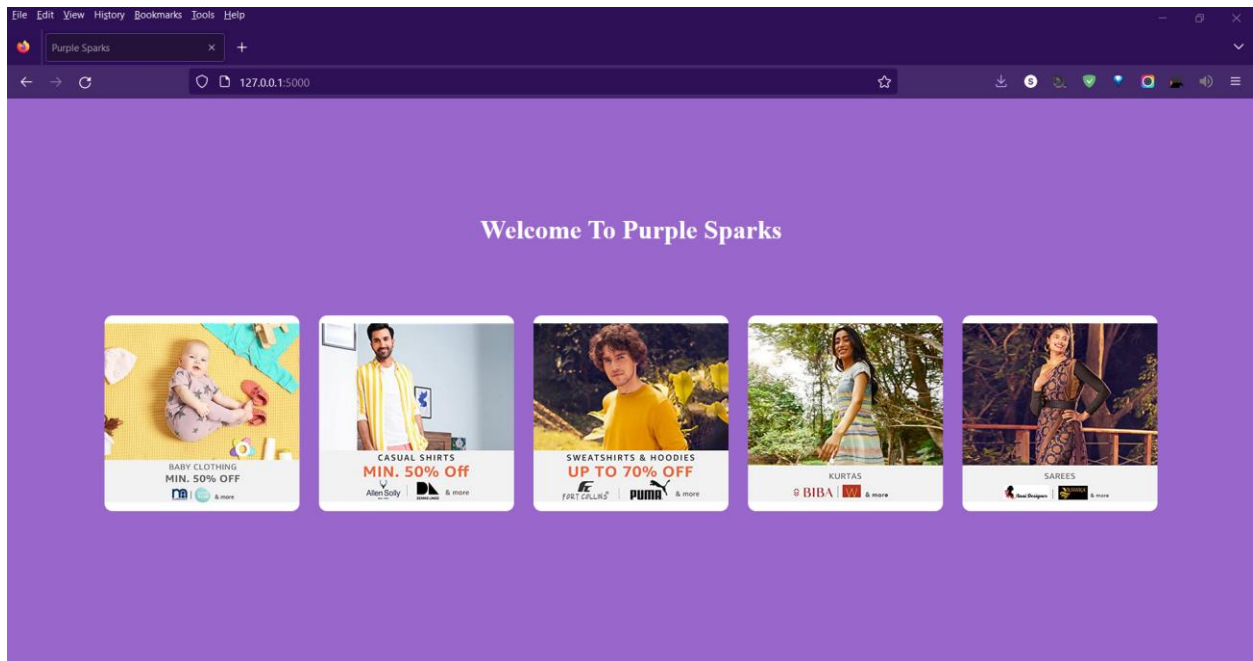 File Edit View History Bookmarks Tools Help
Purple Sparks
127.0.0.1:5000
S
Welcome To Purple Sparks
BABY CLOTHING
MIN. 50% OFF
& more
CASUAL SHIRTS
MIN. 50% Off
Allen Solly
& more
SWEATSHIRTS & HOODIES
UP TO 70% OFF
FORT COLLINS
PUMA
& more
KURTAS
BIBA W & more
SAREES
& more